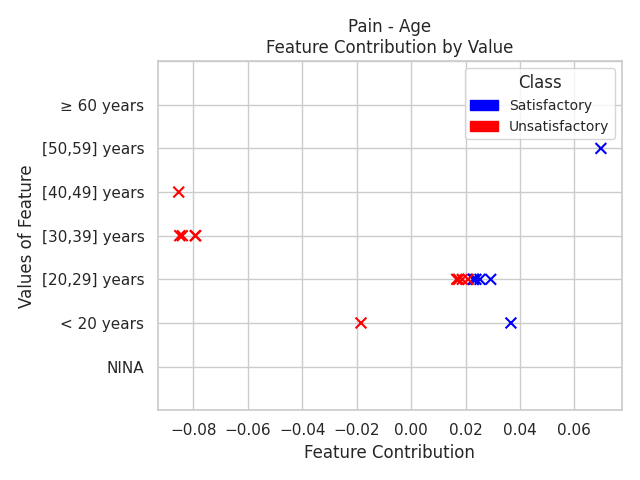 Pain - Age
Feature Contribution by Value
Class
Satisfactory
Unsatisfactory
Values of Feature
≥ 60 years
[50,59] years
[40,49] years
[30,39] years
[20,29] years
< 20 years
NINA
−0.08 −0.06 −0.04 −0.02 0.00 0.02 0.04 0.06
Feature Contribution